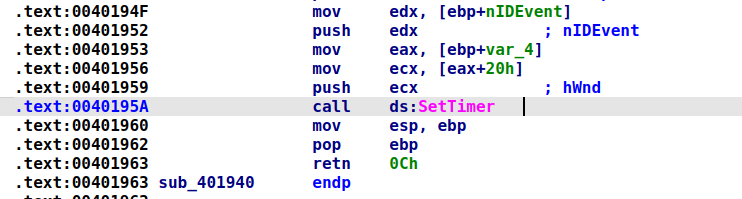 .text:0040194F mov edx, [ebp+nIDEvent]
.text:00401952 push edx ; nIDEvent
.text:00401953 mov eax, [ebp+var_4]
.text:00401956 mov ecx, [eax+20h]
.text:00401959 push ecx ; hWnd
.text:0040195A call ds:SetTimer
.text:00401960 mov esp, ebp
.text:00401962 pop ebp
.text:00401963 retn 0Ch
.text:00401963 sub_401940 endp